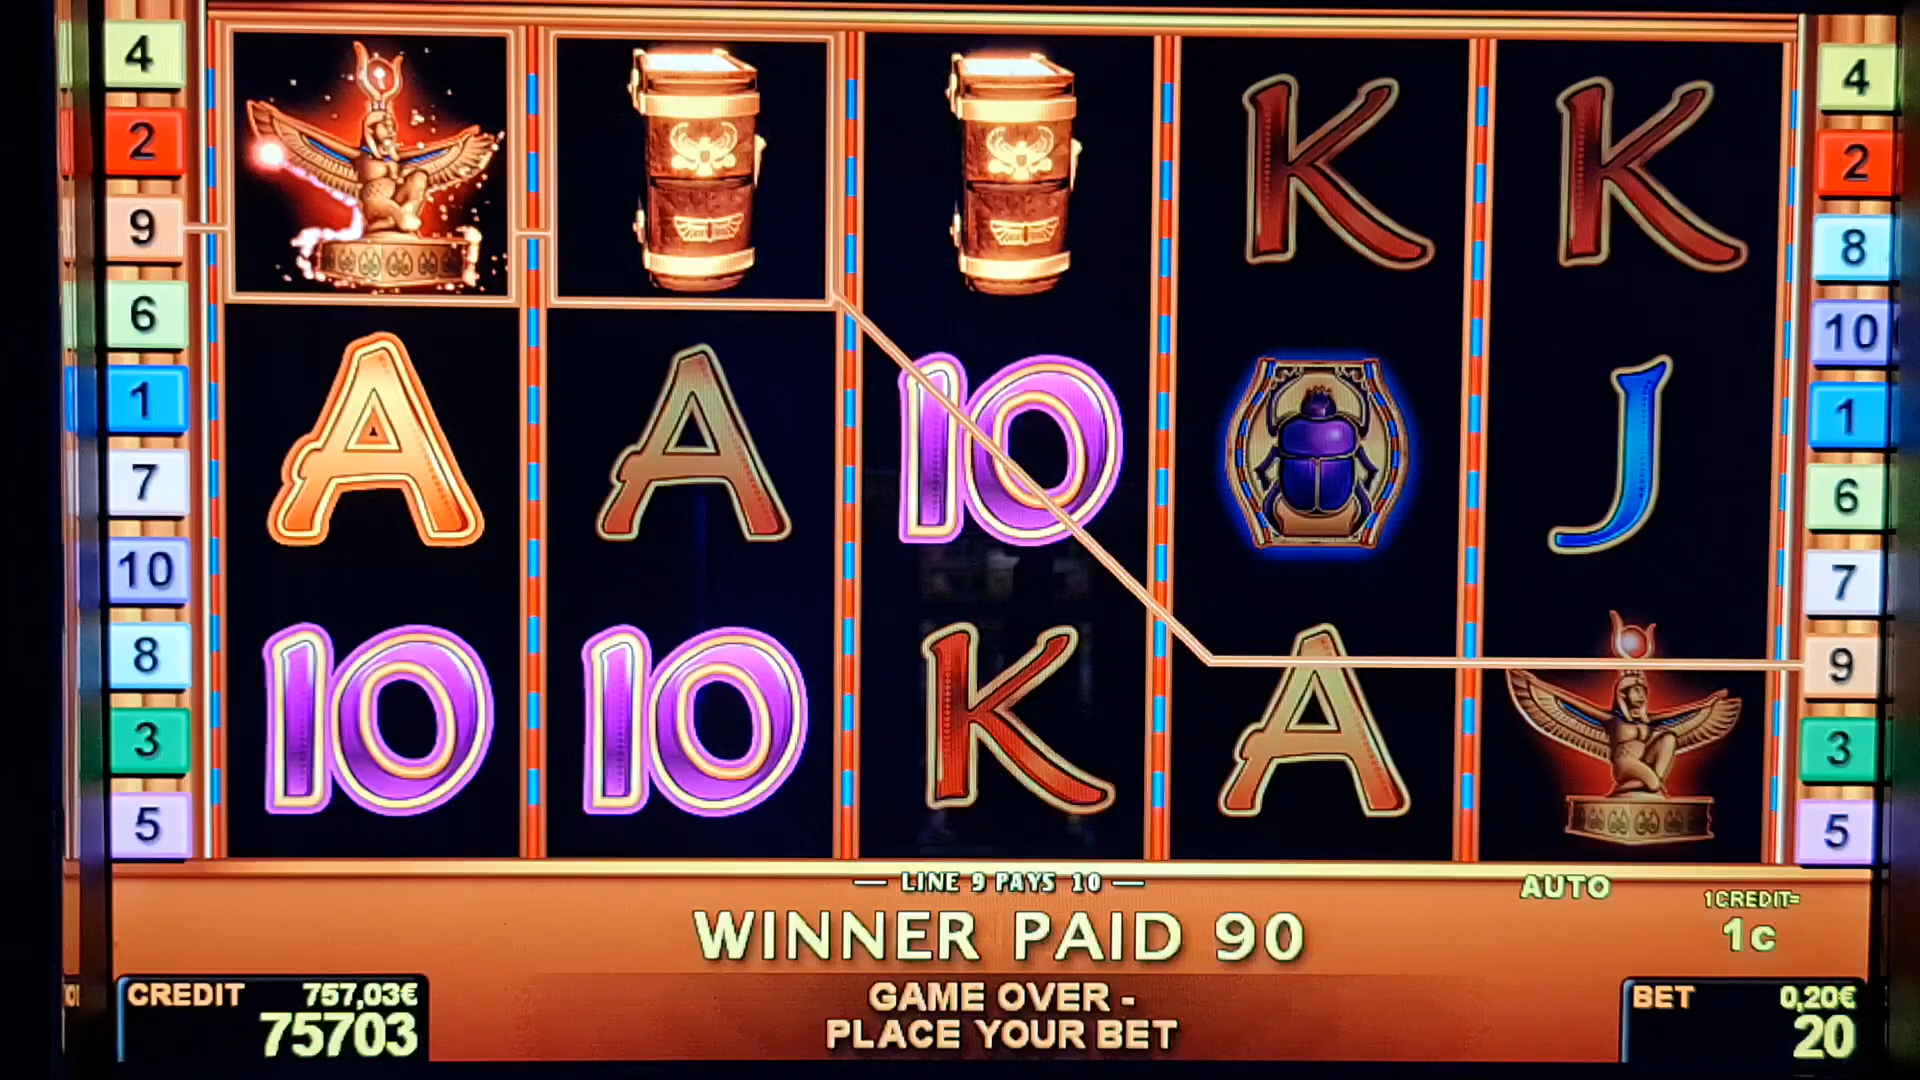 4
2
9
6
1
7
10
8
3
5
K
K
A
A
10
J
10
10
K
A
4
2
8
10
1
6
7
9
3
5
LINE 9 PAYS 10
WINNER PAID 90
GAME OVER -
PLACE YOUR BET
AUTO
1CREDIT=
1c
CREDIT 757,03€
75703
BET 0,20€
20